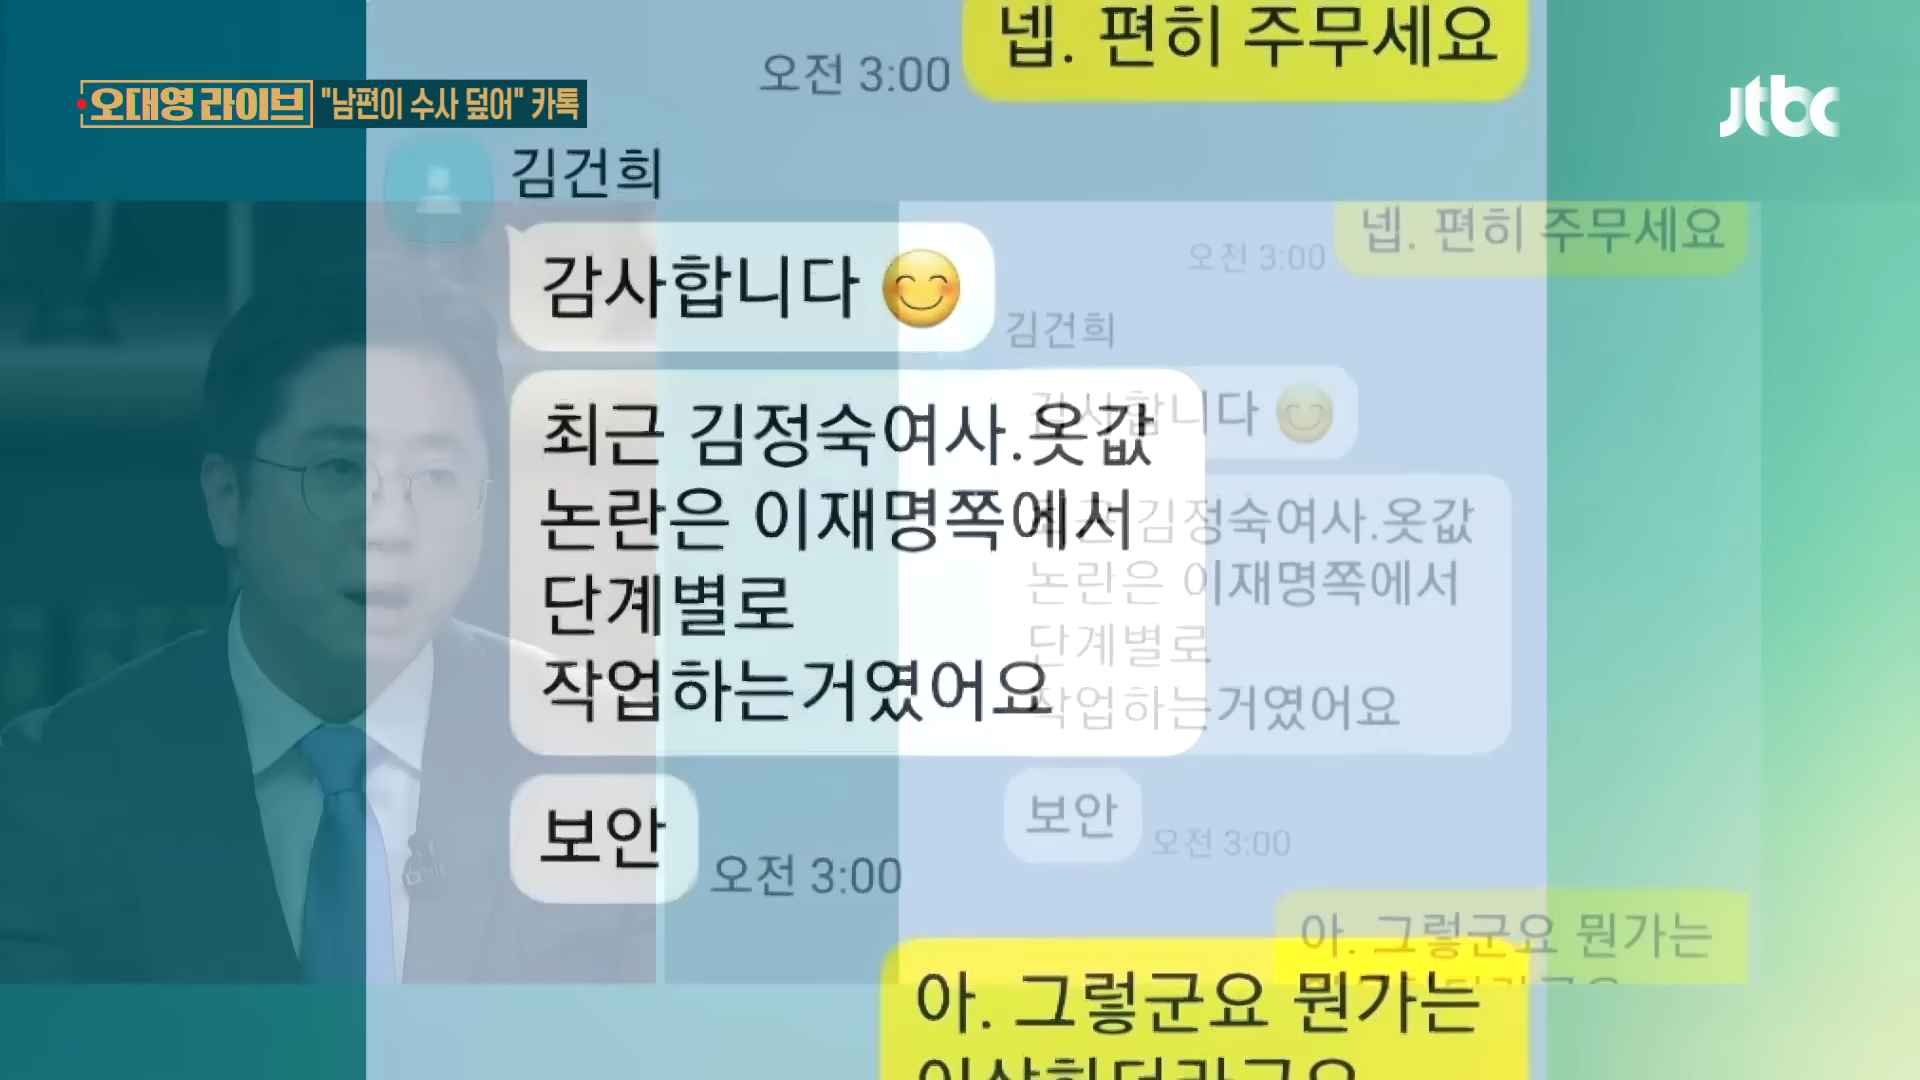 넵. 편히 주무세요
오전 3:00
오대영 라이브
"남편이 수사 덮어" 카톡
jtbc
김건희
감사합니다
최근 김정숙여사.옷값
논란은 이재명쪽에서
단계별로
작업하는거였어요
보안
오전 3:00
아. 그렇군요 뭔가는
넵. 편히 주무세요
오전 3:00
김건희
감사합니다
최근 김정숙여사.옷값
논란은 이재명쪽에서
단계별로
작업하는거였어요
보안
오전 3:00
아. 그렇군요 뭔가는